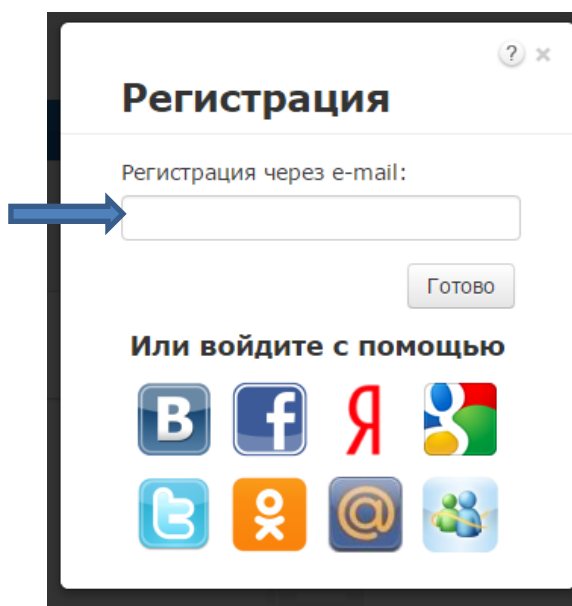 ?
Регистрация
Регистрация через e-mail:
Готово
Или войдите с помощью
В f Я g
t @